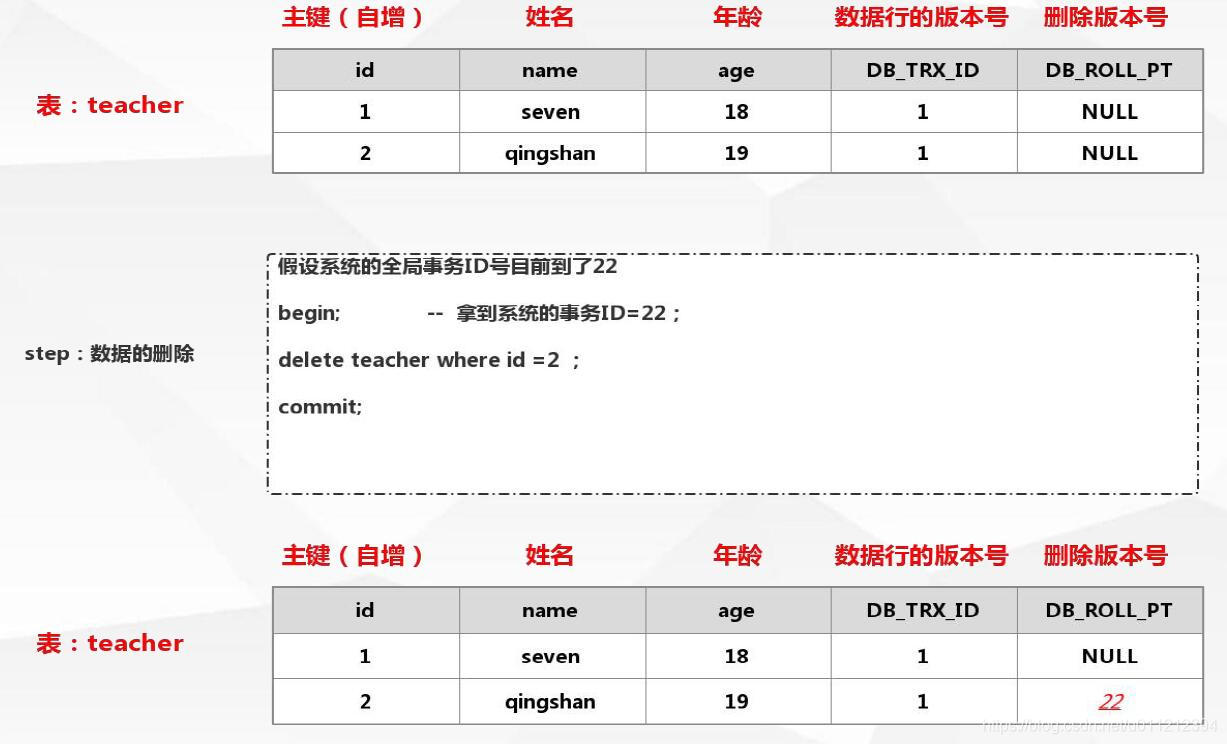 主键（自增） 姓名 年龄 数据行的版本号 删除版本号
id name age DB_TRX_ID DB_ROLL_PT
表：teacher
1 seven 18 1 NULL
2 qingshan 19 1 NULL
假设系统的全局事务ID号目前到了22
begin; -- 拿到系统的事务ID=22；
step：数据的删除
delete teacher where id =2 ；
commit;
主键（自增） 姓名 年龄 数据行的版本号 删除版本号
id name age DB_TRX_ID DB_ROLL_PT
表：teacher
1 seven 18 1 NULL
2 qingshan 19 1 22